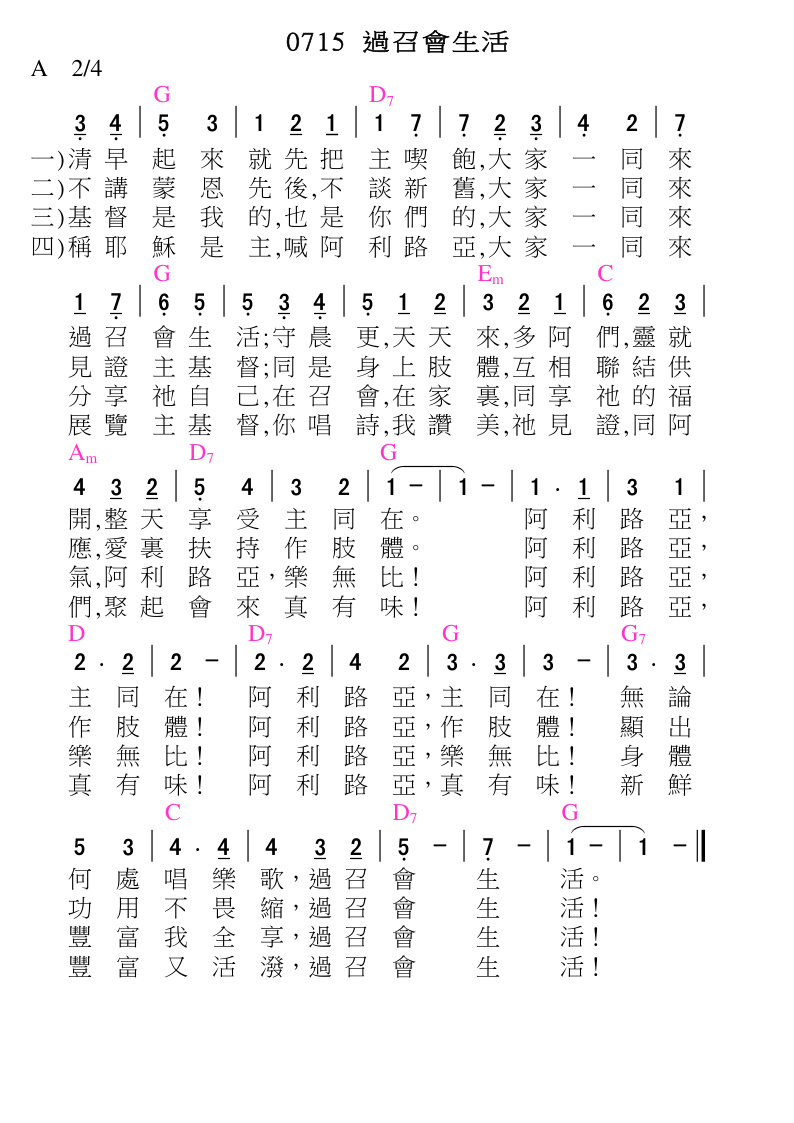 0715 過召會生活
A 2/4
G D7
3 4 | 5 3 | 1 2 1 | 1 7 | 7 2 3 | 4 2 | 7
一)清早 起來 就先把 主喫 飽,大家 一同 來
二)不講 蒙恩 先後,不 談新 舊,大家 一同 來
三)基督 是我 的,也是 你們 的,大家 一同 來
四)稱耶 穌是 主,喊阿 利路 亞,大家 一同 來
G Em C
1 7 | 6 5 | 5 3 4 | 5 1 2 | 3 2 1 | 6 2 3 |
過召 會生 活;守晨 更,天天 來,多阿 們,靈就
見證 主基 督;同是 身上肢 體,互相 聯結供
分享 祂自 己,在召 會,在家 裏,同享 祂的福
展覽 主基 督,你唱 詩,我讚 美,祂見 證,同阿
Am D7 G
4 3 2 | 5 4 | 3 2 | 1 - | 1 - | 1 . 1 | 3 1 |
開,整天 享受 主同 在。 阿利 路亞,
應,愛裏 扶持 作肢 體。 阿利 路亞,
氣,阿利 路亞, 樂無 比! 阿利 路亞,
們,聚起 會來 真有 味! 阿利 路亞,
D D7 G G7
2 . 2 | 2 - | 2 . 2 | 4 2 | 3 . 3 | 3 - | 3 . 3 |
主同 在! 阿利 路亞, 主同 在! 無論
作肢 體! 阿利 路亞, 作肢 體! 顯出
樂無 比! 阿利 路亞, 樂無 比! 身體
真有 味! 阿利 路亞, 真有 味! 新鮮
C D7 G
5 3 | 4 . 4 | 4 3 2 | 5 - | 7 - | 1 - | 1 - ||
何處 唱樂 歌,過召 會 生 活。
功用 不畏 縮,過召 會 生 活!
豐富 我全 享,過召 會 生 活!
豐富 又活 潑,過召 會 生 活!